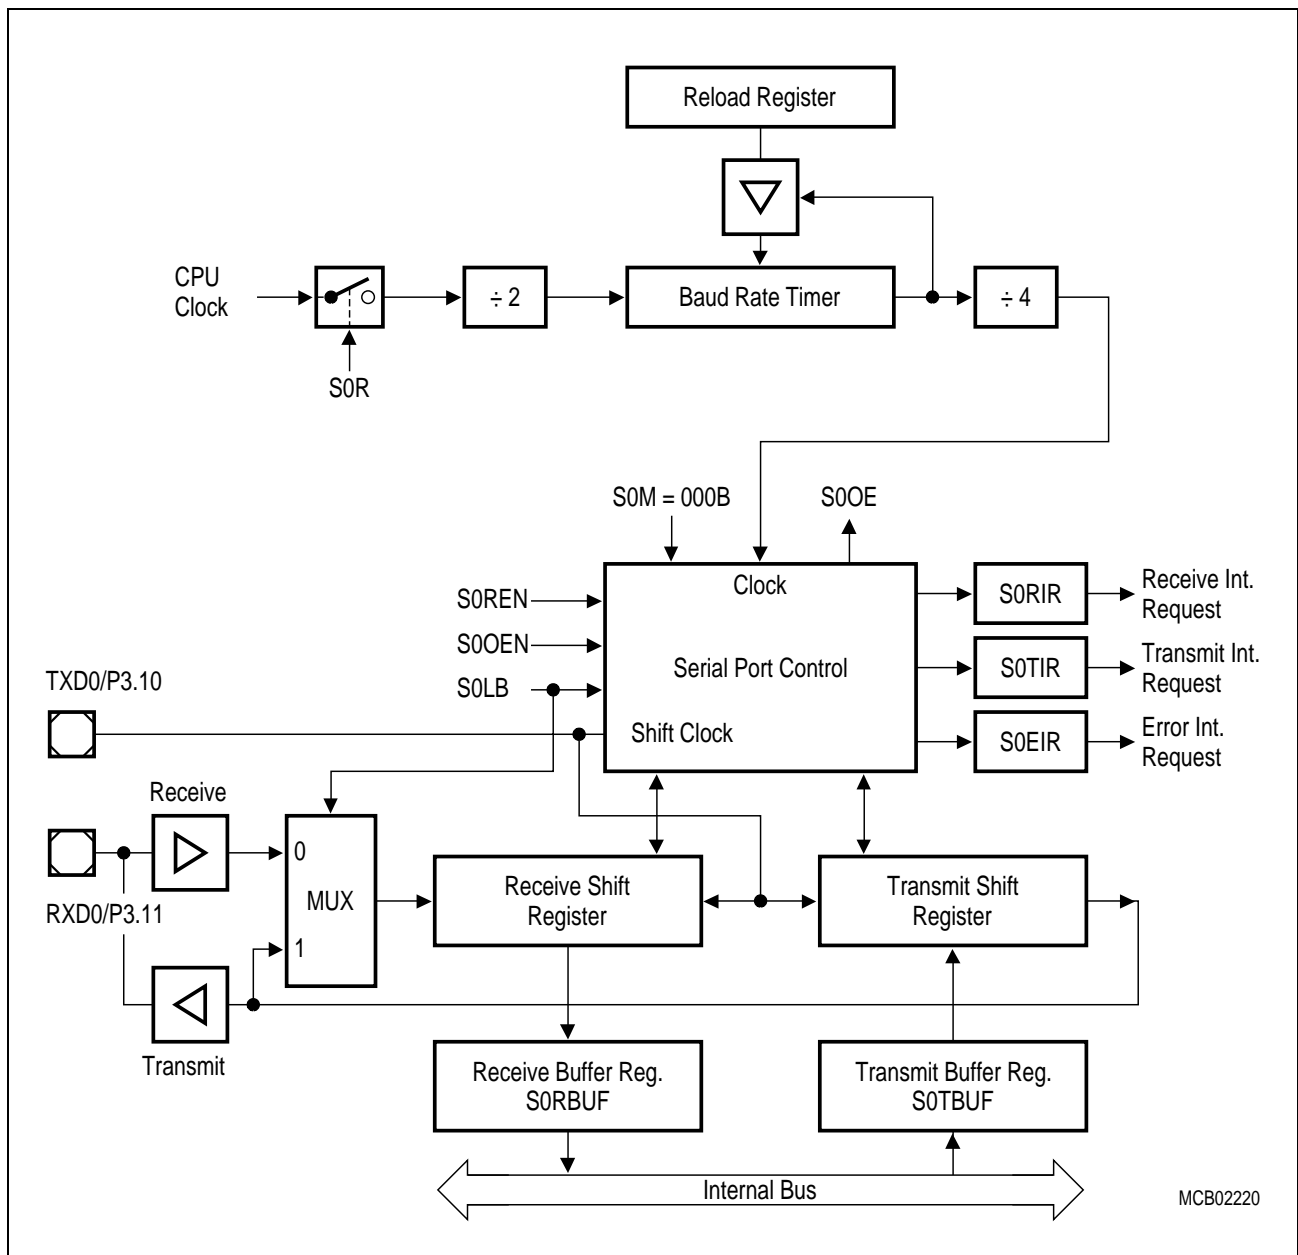 Reload Register
CPU
Clock
÷ 2
Baud Rate Timer
÷ 4
S0R
S0M = 000B
S0OE
Clock
S0REN
S0OEN
S0LB
Serial Port Control
Shift Clock
S0RIR
Receive Int.
Request
S0TIR
Transmit Int.
Request
S0EIR
Error Int.
Request
TXD0/P3.10
Receive
RXD0/P3.11
0
MUX
1
Receive Shift
Register
Transmit Shift
Register
Transmit
Receive Buffer Reg.
S0RBUF
Transmit Buffer Reg.
S0TBUF
Internal Bus
MCB02220